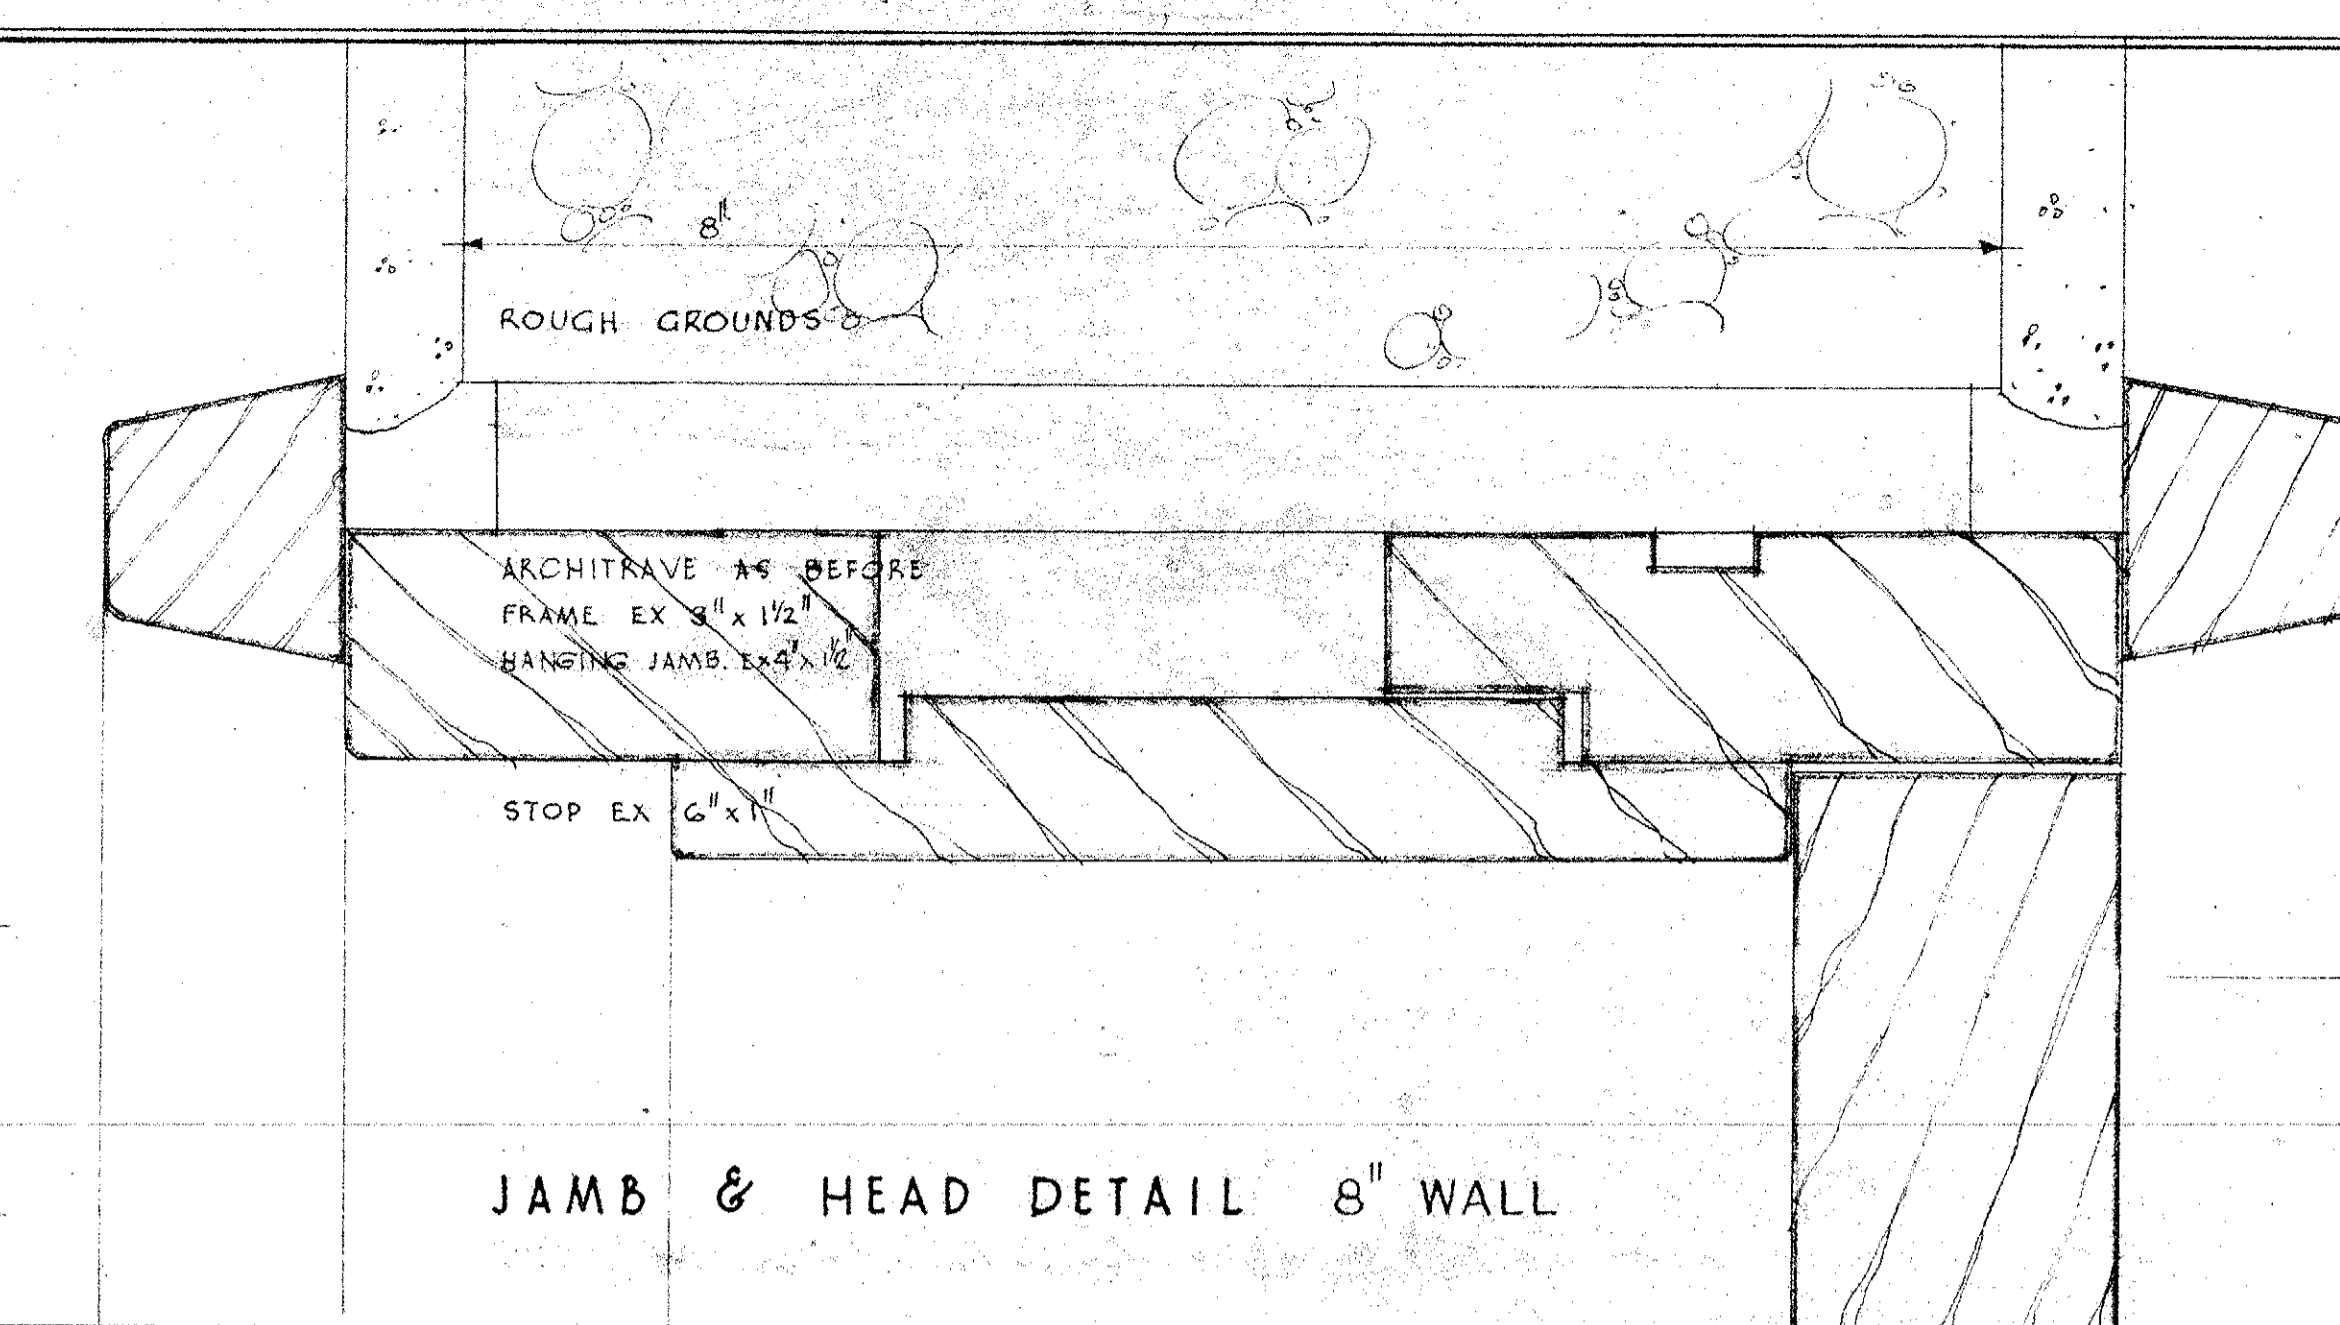 8"
ROUGH GROUNDS
ARCHITRAVE AS BEFORE
FRAME EX 3" x 1½"
HANGING JAMB. EX 4" x 1½"
STOP EX 6" x 1"
JAMB & HEAD DETAIL 8" WALL